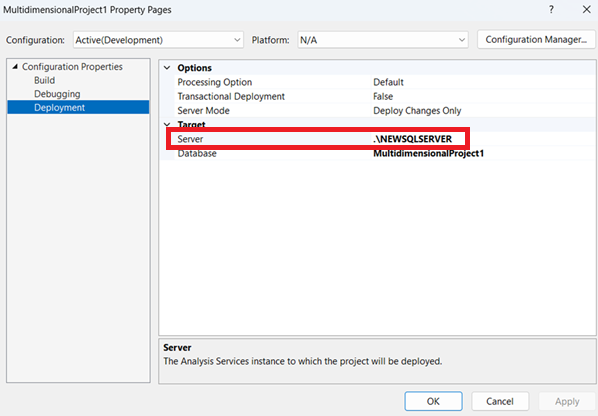 MultidimensionalProject1 Property Pages ?
Configuration: Active(Development) Platform: N/A Configuration Manager...
Configuration Properties
Build
Debugging
Deployment
Options
Processing Option Default
Transactional Deployment False
Server Mode Deploy Changes Only
Target
Server .\NEWSQLSERVER
Database MultidimensionalProject1
Server
The Analysis Services instance to which the project will be deployed.
OK Cancel Apply